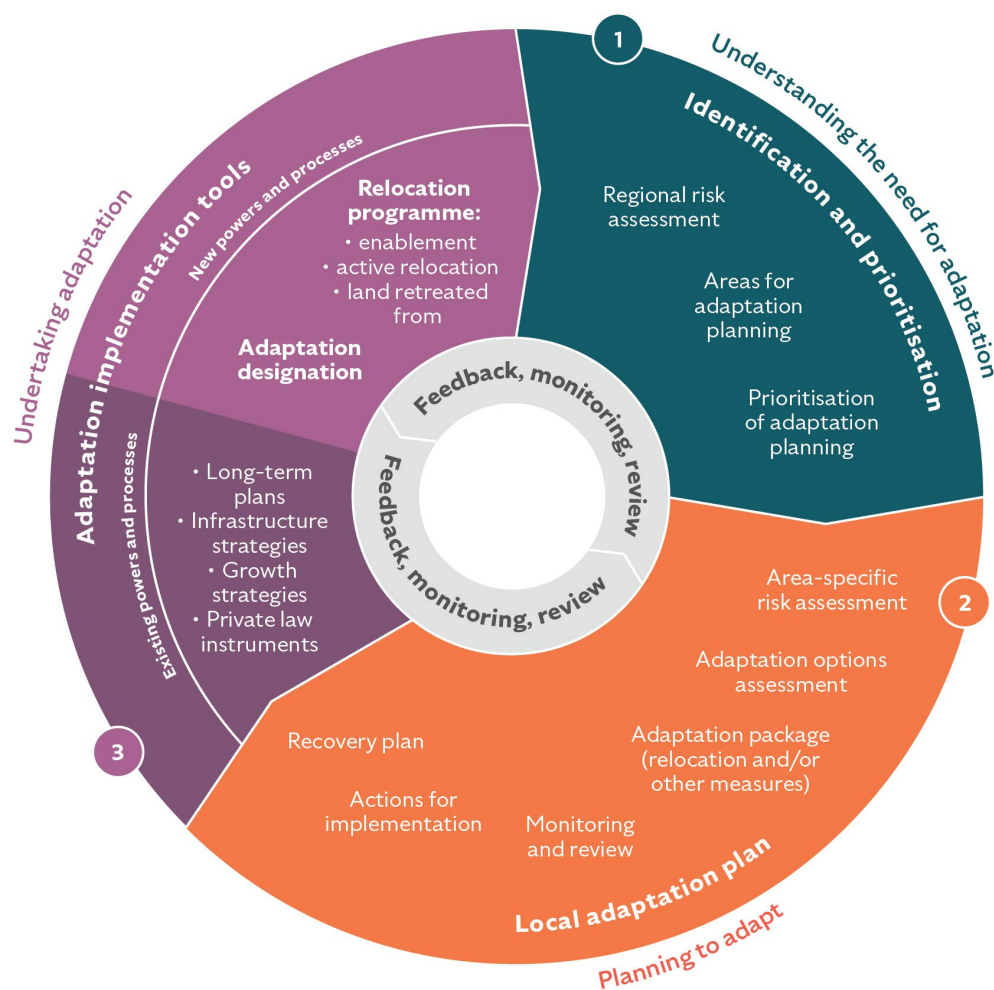 1
Understanding the need for adaptation
Identification and prioritisation
Regional risk
assessment
Areas for
adaptation
planning
Prioritisation
of adaptation
planning
2
Area-specific
risk assessment
Adaptation options
assessment
Adaptation package
(relocation and/or
other measures)
Monitoring
and review
Actions for
implementation
Recovery plan
Local adaptation plan
Planning to adapt
3
Undertaking adaptation
Adaptation implementation tools
New powers and processes
Relocation
programme:
• enablement
• active relocation
• land retreated
from
Adaptation
designation
Existing powers and processes
• Long-term
plans
• Infrastructure
strategies
• Growth
strategies
• Private law
instruments
Feedback, monitoring, review
Feedback, monitoring, review